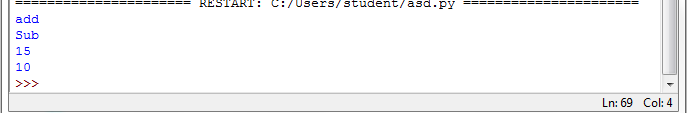 ====================== RESTART: C:/Users/student/asd.py ======================
add
Sub
15
10
>>>
Ln: 69 Col: 4